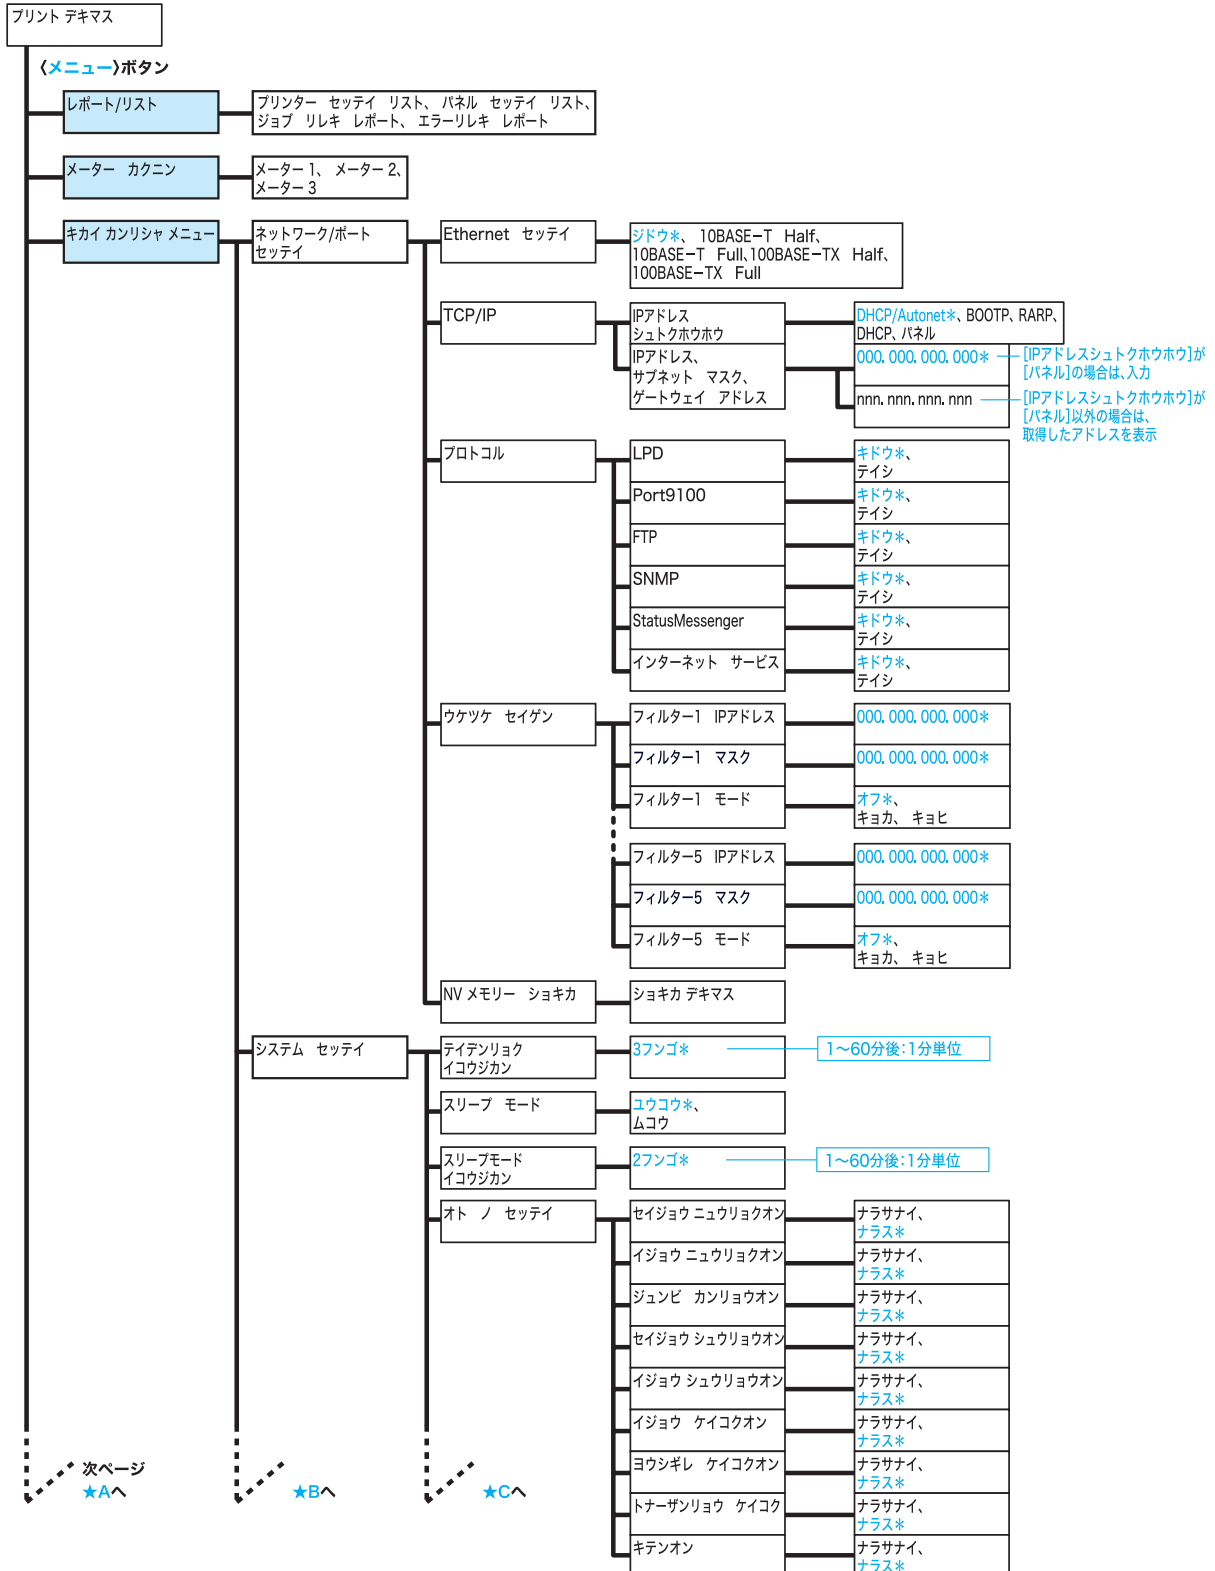 プリント デキマス
〈メニュー〉ボタン
レポート/リスト
プリンター セッテイ リスト、 パネル セッテイ リスト、
ジョブ リレキ レポート、 エラーリレキ レポート
メーター カクニン
メーター 1、 メーター 2、
メーター 3
キカイ カンリシャ メニュー
ネットワーク/ポート
セッテイ
Ethernet セッテイ
ジドウ*、 10BASE-T Half、
10BASE-T Full、100BASE-TX Half、
100BASE-TX Full
TCP/IP
IPアドレス
シュトクホウホウ
DHCP/Autonet*、BOOTP、RARP、
DHCP、パネル
IPアドレス、
サブネット マスク、
ゲートウェイ アドレス
000. 000. 000. 000*
[IPアドレスシュトクホウホウ]が
[パネル]の場合は、入力
nnn. nnn. nnn. nnn
[IPアドレスシュトクホウホウ]が
[パネル]以外の場合は、
取得したアドレスを表示
プロトコル
LPD
キドウ*、
テイシ
Port9100
キドウ*、
テイシ
FTP
キドウ*、
テイシ
SNMP
キドウ*、
テイシ
StatusMessenger
キドウ*、
テイシ
インターネット サービス
キドウ*、
テイシ
ウケツケ セイゲン
フィルター1 IPアドレス
000. 000. 000. 000*
フィルター1 マスク
000. 000. 000. 000*
フィルター1 モード
オフ*、
キョカ、 キョヒ
フィルター5 IPアドレス
000. 000. 000. 000*
フィルター5 マスク
000. 000. 000. 000*
フィルター5 モード
オフ*、
キョカ、 キョヒ
NV メモリー ショキカ
ショキカ デキマス
システム セッテイ
テイデンリョク
イコウジカン
3フンゴ*
1～60分後：1分単位
スリープ モード
ユウコウ*、
ムコウ
スリープモード
イコウジカン
2フンゴ*
1～60分後：1分単位
オト ノ セッテイ
セイジョウ ニュウリョクオン
ナラサナイ、
ナラス*
イジョウ ニュウリョクオン
ナラサナイ、
ナラス*
ジュンビ カンリョウオン
ナラサナイ、
ナラス*
セイジョウ シュウリョウオン
ナラサナイ、
ナラス*
イジョウ シュウリョウオン
ナラサナイ、
ナラス*
イジョウ ケイコクオン
ナラサナイ、
ナラス*
ヨウシギレ ケイコクオン
ナラサナイ、
ナラス*
トナーザンリョウ ケイコク
ナラサナイ、
ナラス*
キテンオン
ナラサナイ、
ナラス*
次ページ
★Aへ
★Bへ
★Cへ